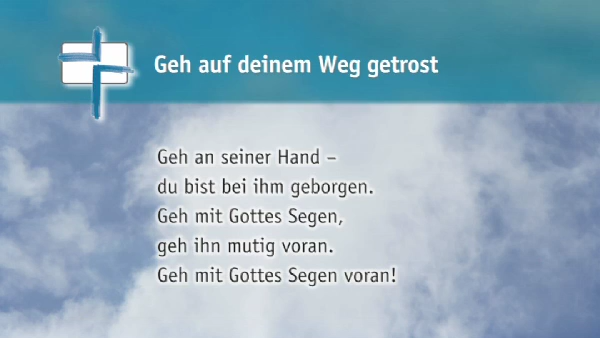 Geh auf deinem Weg getrost
Geh an seiner Hand –
du bist bei ihm geborgen.
Geh mit Gottes Segen,
geh ihn mutig voran.
Geh mit Gottes Segen voran!